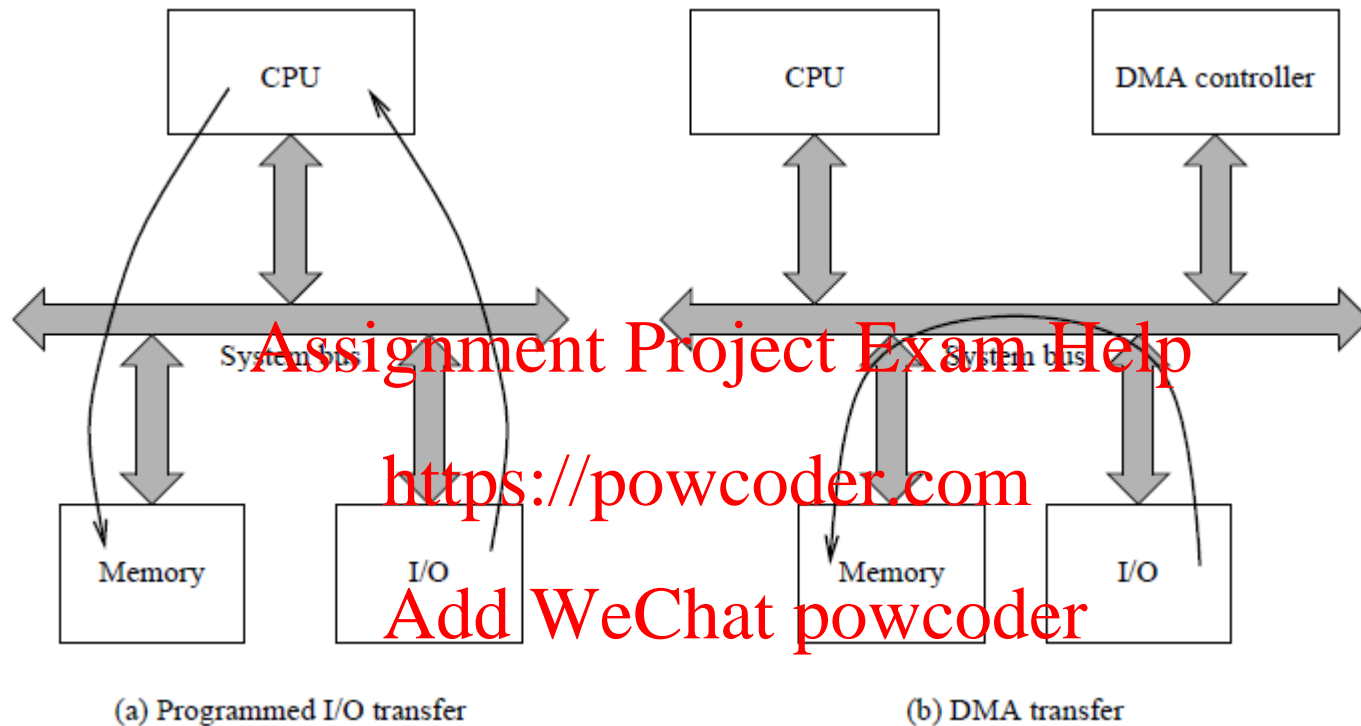 CPU
CPU
DMA controller
System bus
System bus
Assignment Project Exam Help
https://powcoder.com
Memory
I/O
Memory
I/O
Add WeChat powcoder
(a) Programmed I/O transfer
(b) DMA transfer